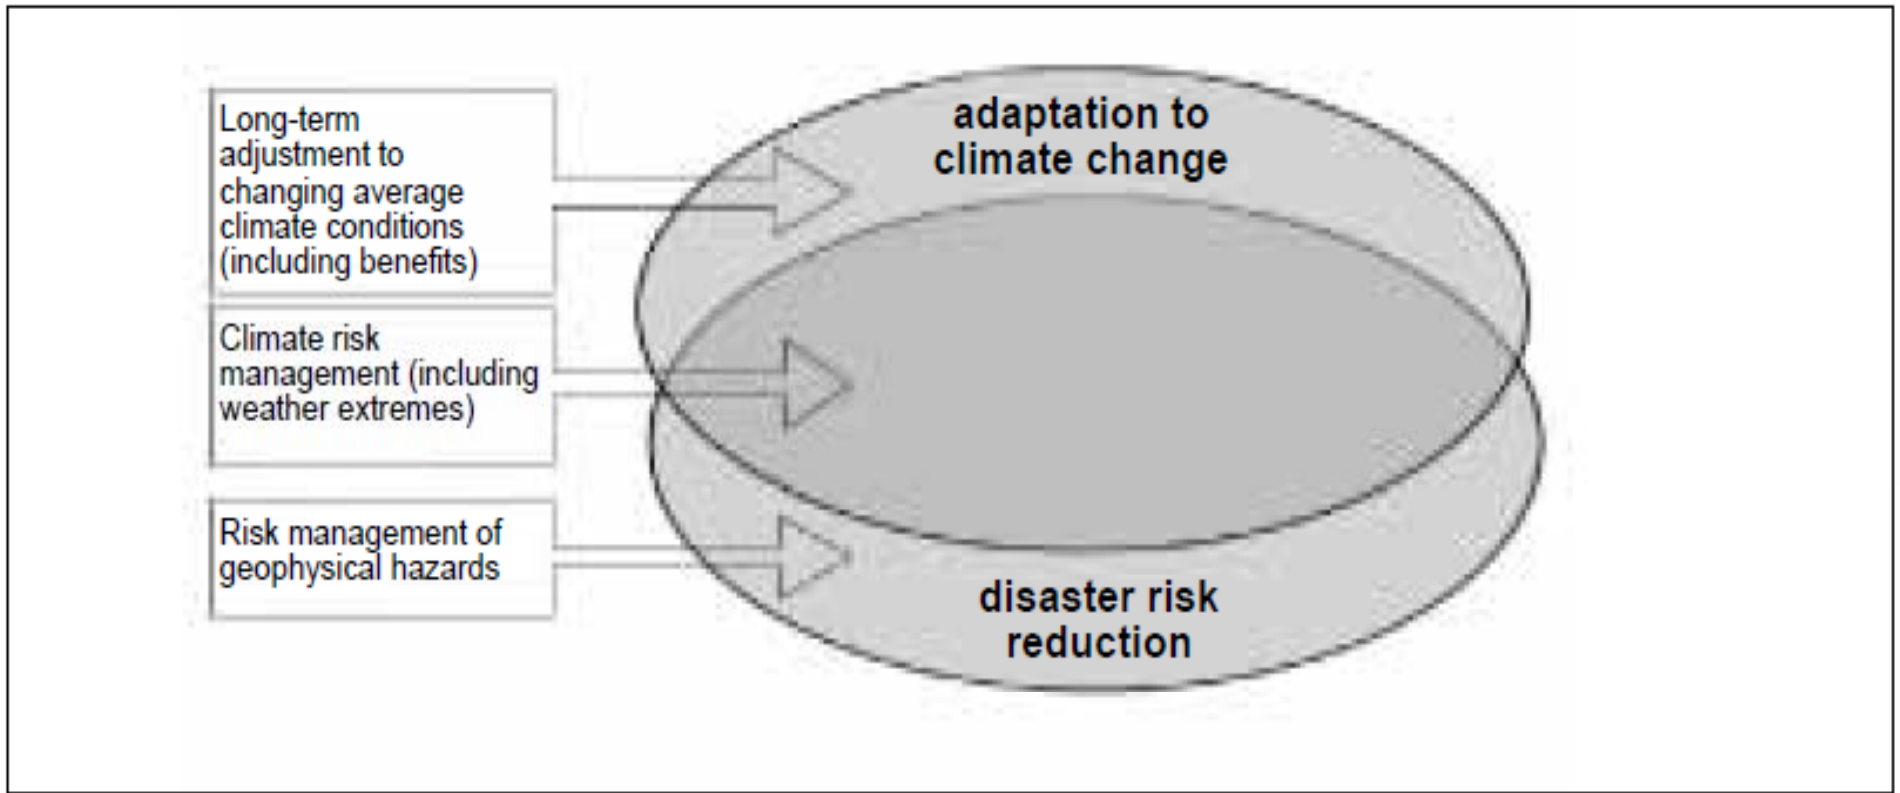 Long-term
adjustment to
changing average
climate conditions
(including benefits)
Climate risk
management (including
weather extremes)
Risk management of
geophysical hazards
adaptation to
climate change
disaster risk
reduction